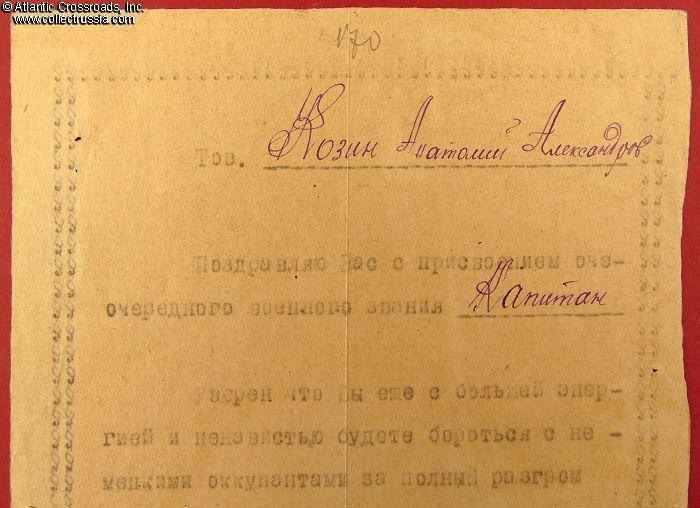 © Atlantic Crossroads, Inc.
www.collectrussia.com
170
Тов. Козин Анатолий Александров
Поздравляю Вас с присвоением оче-
очередного военного звания Капитан
Уверен что Вы еще с большей энер-
гией и ненавистью будете бороться с не-
мецкими оккупантами за полный разгром